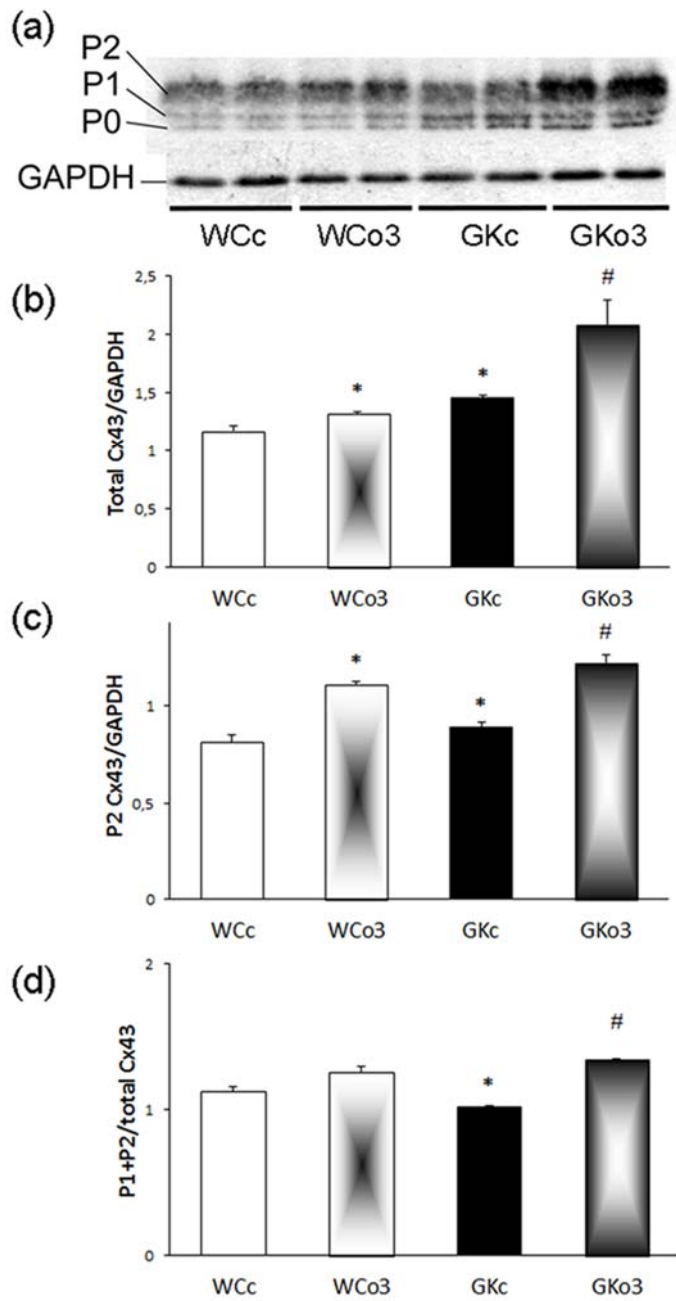 (a)
P2
P1
P0
GAPDH
WCc WCo3 GKc GKo3
(b)
Total Cx43/GAPDH
2,5
2
1,5
1
0,5
0
* * #
WCc WCo3 GKc GKo3
(c)
P2 Cx43/GAPDH
1
0,5
0
* * #
WCc WCo3 GKc GKo3
(d)
P1+P2/total Cx43
2
1
0
* #
WCc WCo3 GKc GKo3